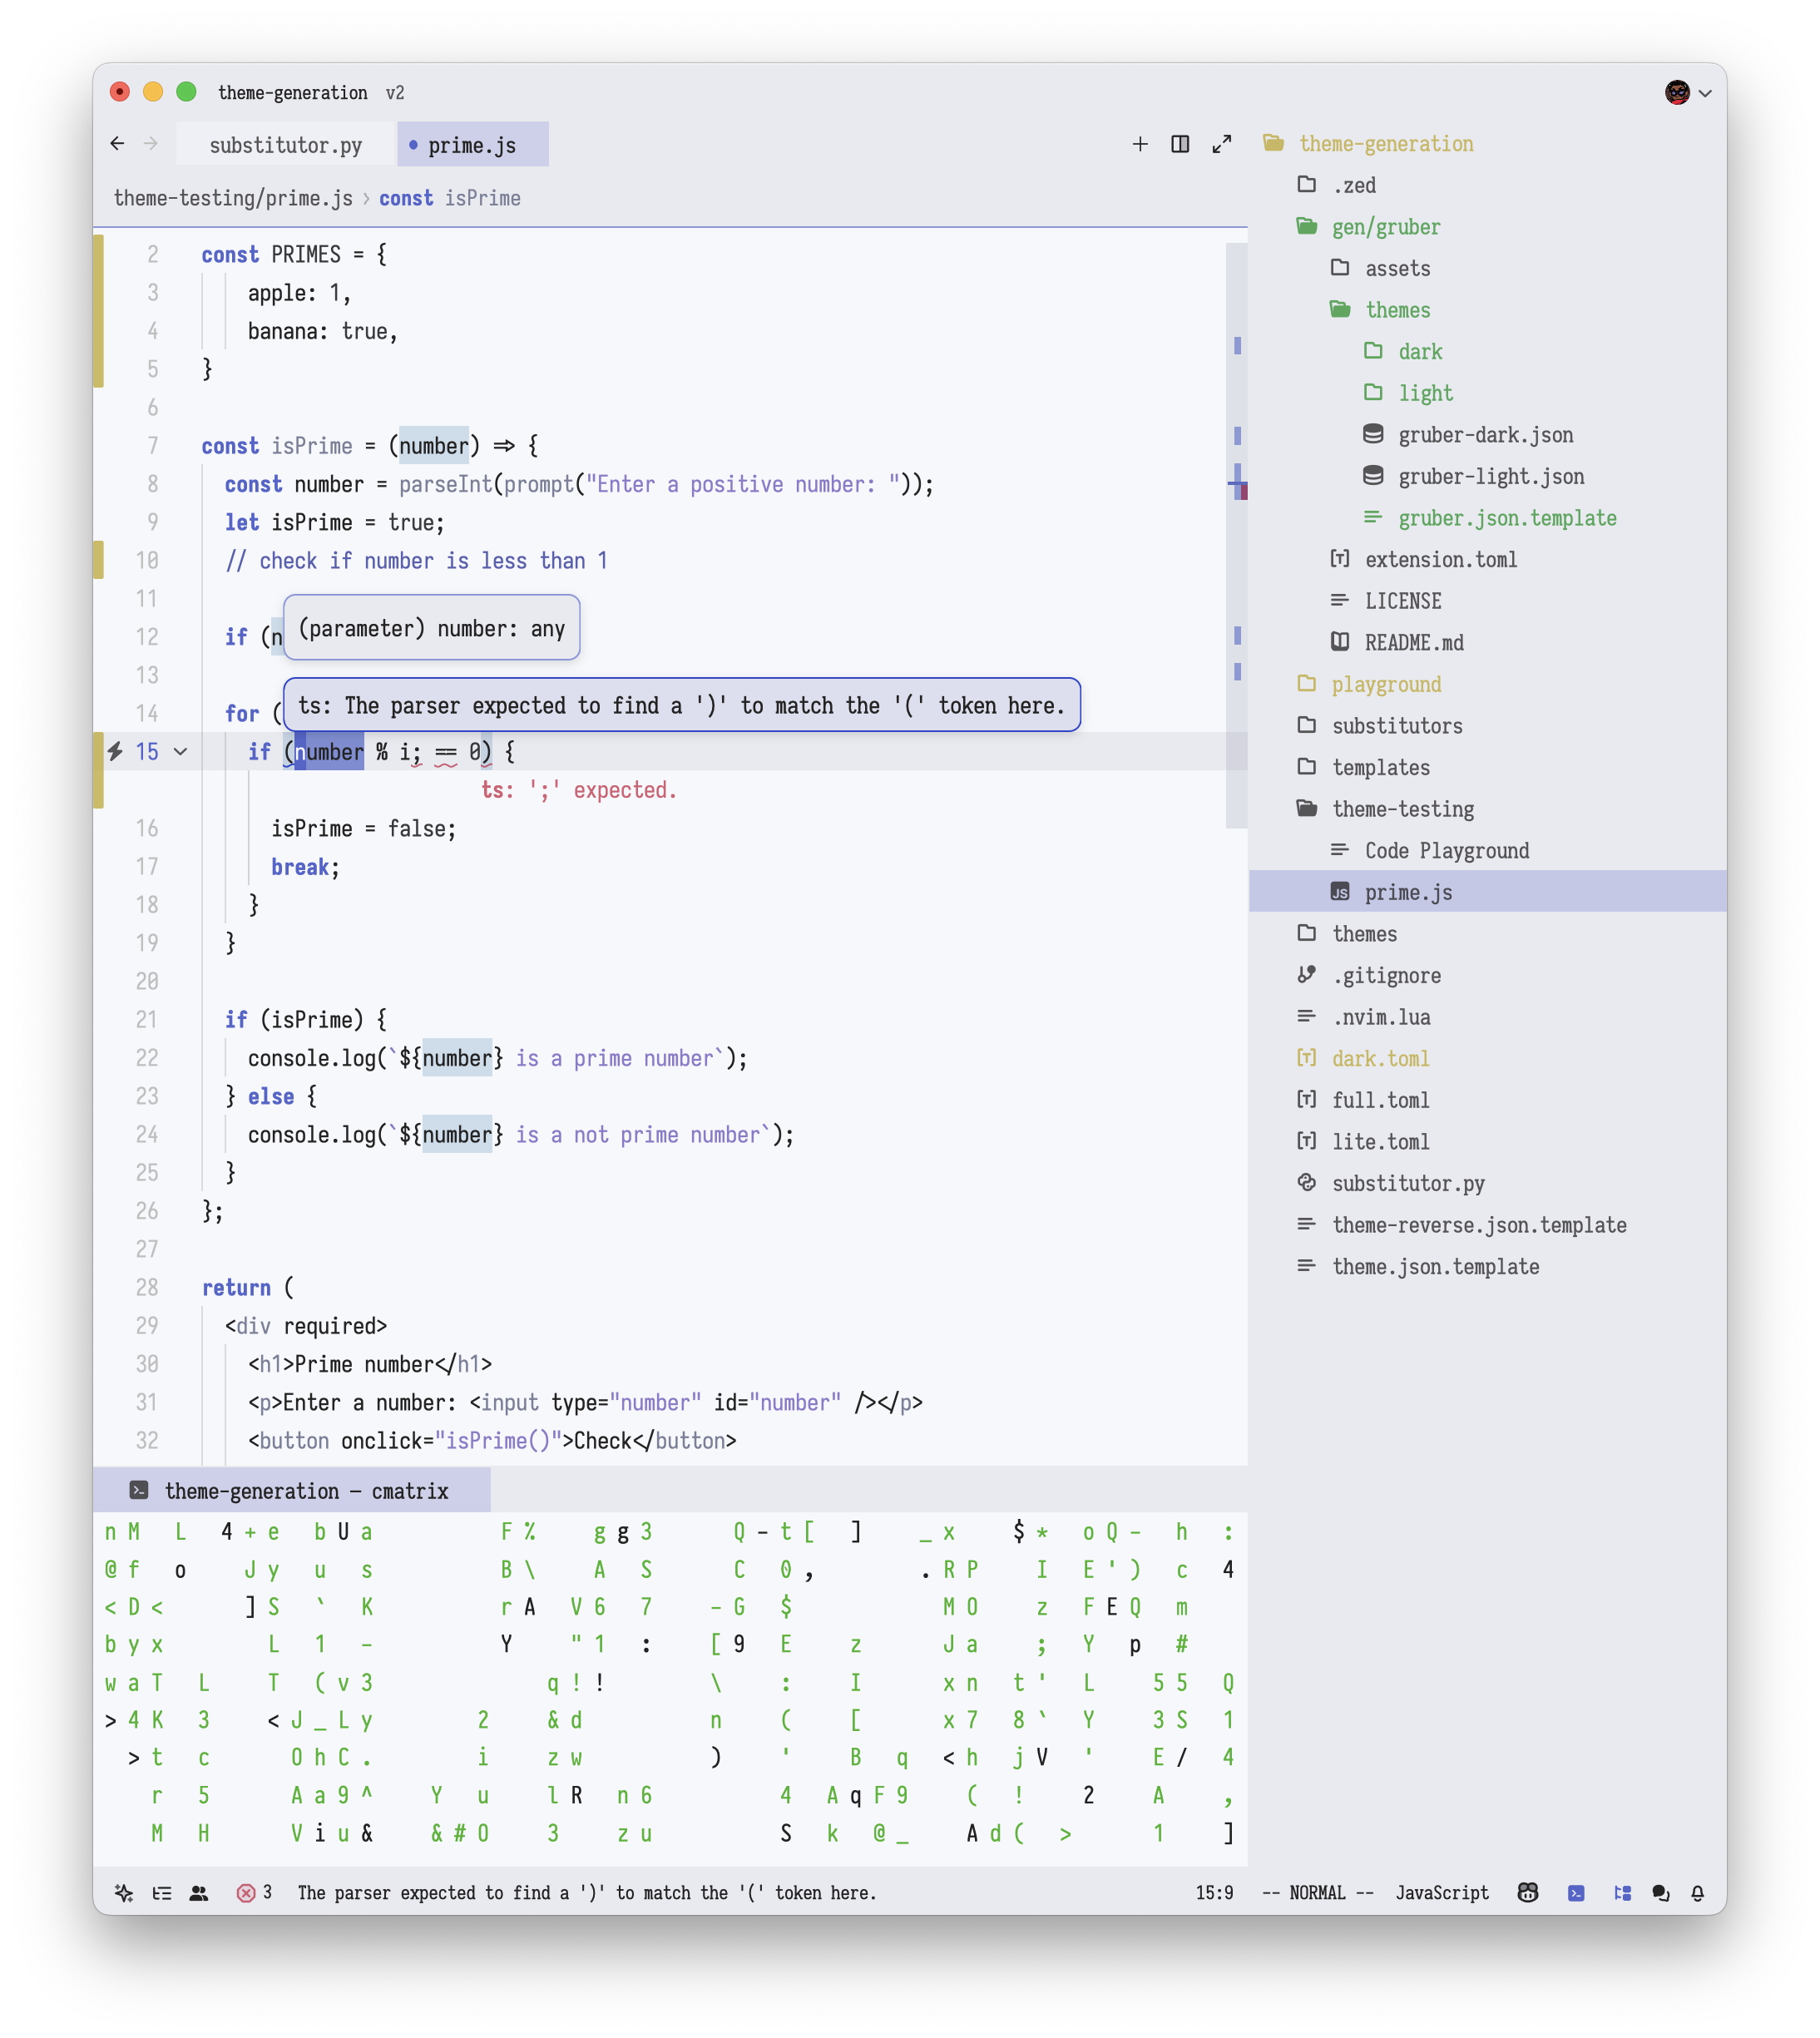 theme-generation v2
substitutor.py
prime.js
theme-testing/prime.js › const isPrime
2 const PRIMES = {
3 apple: 1,
4 banana: true,
5 }
6
7 const isPrime = (number) => {
8 const number = parseInt(prompt("Enter a positive number: "));
9 let isPrime = true;
10 // check if number is less than 1
11
(parameter) number: any
12 if (n
13
ts: The parser expected to find a ')' to match the '(' token here.
14 for (
15 if (number % i; == 0) {
ts: ';' expected.
16 isPrime = false;
17 break;
18 }
19 }
20
21 if (isPrime) {
22 console.log(`${number} is a prime number`);
23 } else {
24 console.log(`${number} is a not prime number`);
25 }
26 };
27
28 return (
29 <div required>
30 <h1>Prime number</h1>
31 <p>Enter a number: <input type="number" id="number" /></p>
32 <button onclick="isPrime()">Check</button>
theme-generation — cmatrix
n M L 4 + e b U a F % g g 3 Q - t [ ] _ x $ * o Q - h :
@ f o J y u s B \ A S C 0 , . R P I E ' ) c 4
< D < ] S ` K r A V 6 7 - G $ M O z F E Q m
b y x L 1 - Y " 1 : [ 9 E z J a ; Y p #
w a T L T ( v 3 q ! ! \ : I x n t ' L 5 5 Q
> 4 K 3 < J _ L y 2 & d n ( [ x 7 8 ` Y 3 S 1
> t c O h C . i z w ) ' B q < h j V ' E / 4
r 5 A a 9 ^ Y u l R n 6 4 A q F 9 ( ! 2 A ,
M H V i u & & # O 3 z u S k @ _ A d ( > 1 ]
theme-generation
.zed
gen/gruber
assets
themes
dark
light
gruber-dark.json
gruber-light.json
gruber.json.template
extension.toml
LICENSE
README.md
playground
substitutors
templates
theme-testing
Code Playground
prime.js
themes
.gitignore
.nvim.lua
dark.toml
full.toml
lite.toml
substitutor.py
theme-reverse.json.template
theme.json.template
3 The parser expected to find a ')' to match the '(' token here.
15:9 -- NORMAL -- JavaScript